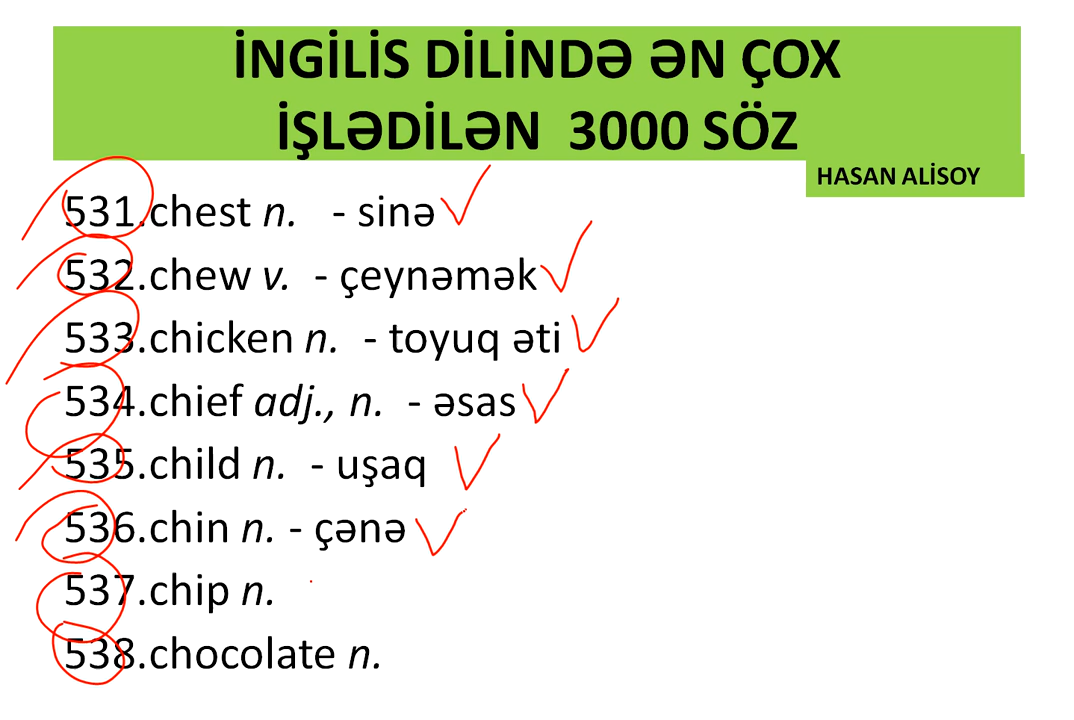 İNGİLİS DİLİNDƏ ƏN ÇOX
İŞLƏDİLƏN 3000 SÖZ
HASAN ALİSOY
531.chest n. - sinə
532.chew v. - çeynəmək
533.chicken n. - toyuq əti
534.chief adj., n. - əsas
535.child n. - uşaq
536.chin n. - çənə
537.chip n.
538.chocolate n.